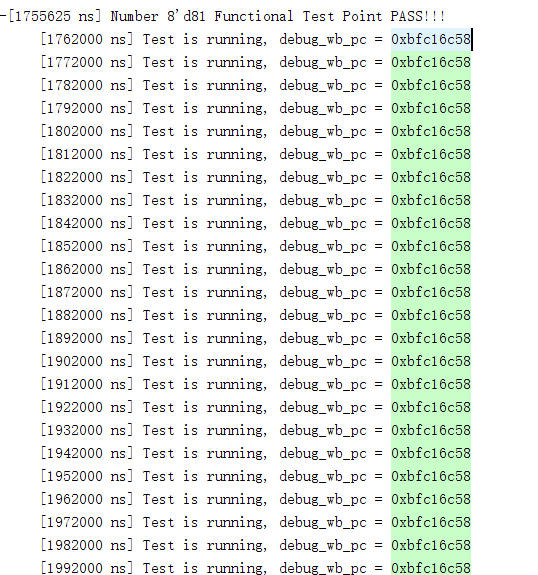 [1755625 ns] Number 8'd81 Functional Test Point PASS!!!
[1762000 ns] Test is running, debug_wb_pc = 0xbfc16c58
[1772000 ns] Test is running, debug_wb_pc = 0xbfc16c58
[1782000 ns] Test is running, debug_wb_pc = 0xbfc16c58
[1792000 ns] Test is running, debug_wb_pc = 0xbfc16c58
[1802000 ns] Test is running, debug_wb_pc = 0xbfc16c58
[1812000 ns] Test is running, debug_wb_pc = 0xbfc16c58
[1822000 ns] Test is running, debug_wb_pc = 0xbfc16c58
[1832000 ns] Test is running, debug_wb_pc = 0xbfc16c58
[1842000 ns] Test is running, debug_wb_pc = 0xbfc16c58
[1852000 ns] Test is running, debug_wb_pc = 0xbfc16c58
[1862000 ns] Test is running, debug_wb_pc = 0xbfc16c58
[1872000 ns] Test is running, debug_wb_pc = 0xbfc16c58
[1882000 ns] Test is running, debug_wb_pc = 0xbfc16c58
[1892000 ns] Test is running, debug_wb_pc = 0xbfc16c58
[1902000 ns] Test is running, debug_wb_pc = 0xbfc16c58
[1912000 ns] Test is running, debug_wb_pc = 0xbfc16c58
[1922000 ns] Test is running, debug_wb_pc = 0xbfc16c58
[1932000 ns] Test is running, debug_wb_pc = 0xbfc16c58
[1942000 ns] Test is running, debug_wb_pc = 0xbfc16c58
[1952000 ns] Test is running, debug_wb_pc = 0xbfc16c58
[1962000 ns] Test is running, debug_wb_pc = 0xbfc16c58
[1972000 ns] Test is running, debug_wb_pc = 0xbfc16c58
[1982000 ns] Test is running, debug_wb_pc = 0xbfc16c58
[1992000 ns] Test is running, debug_wb_pc = 0xbfc16c58